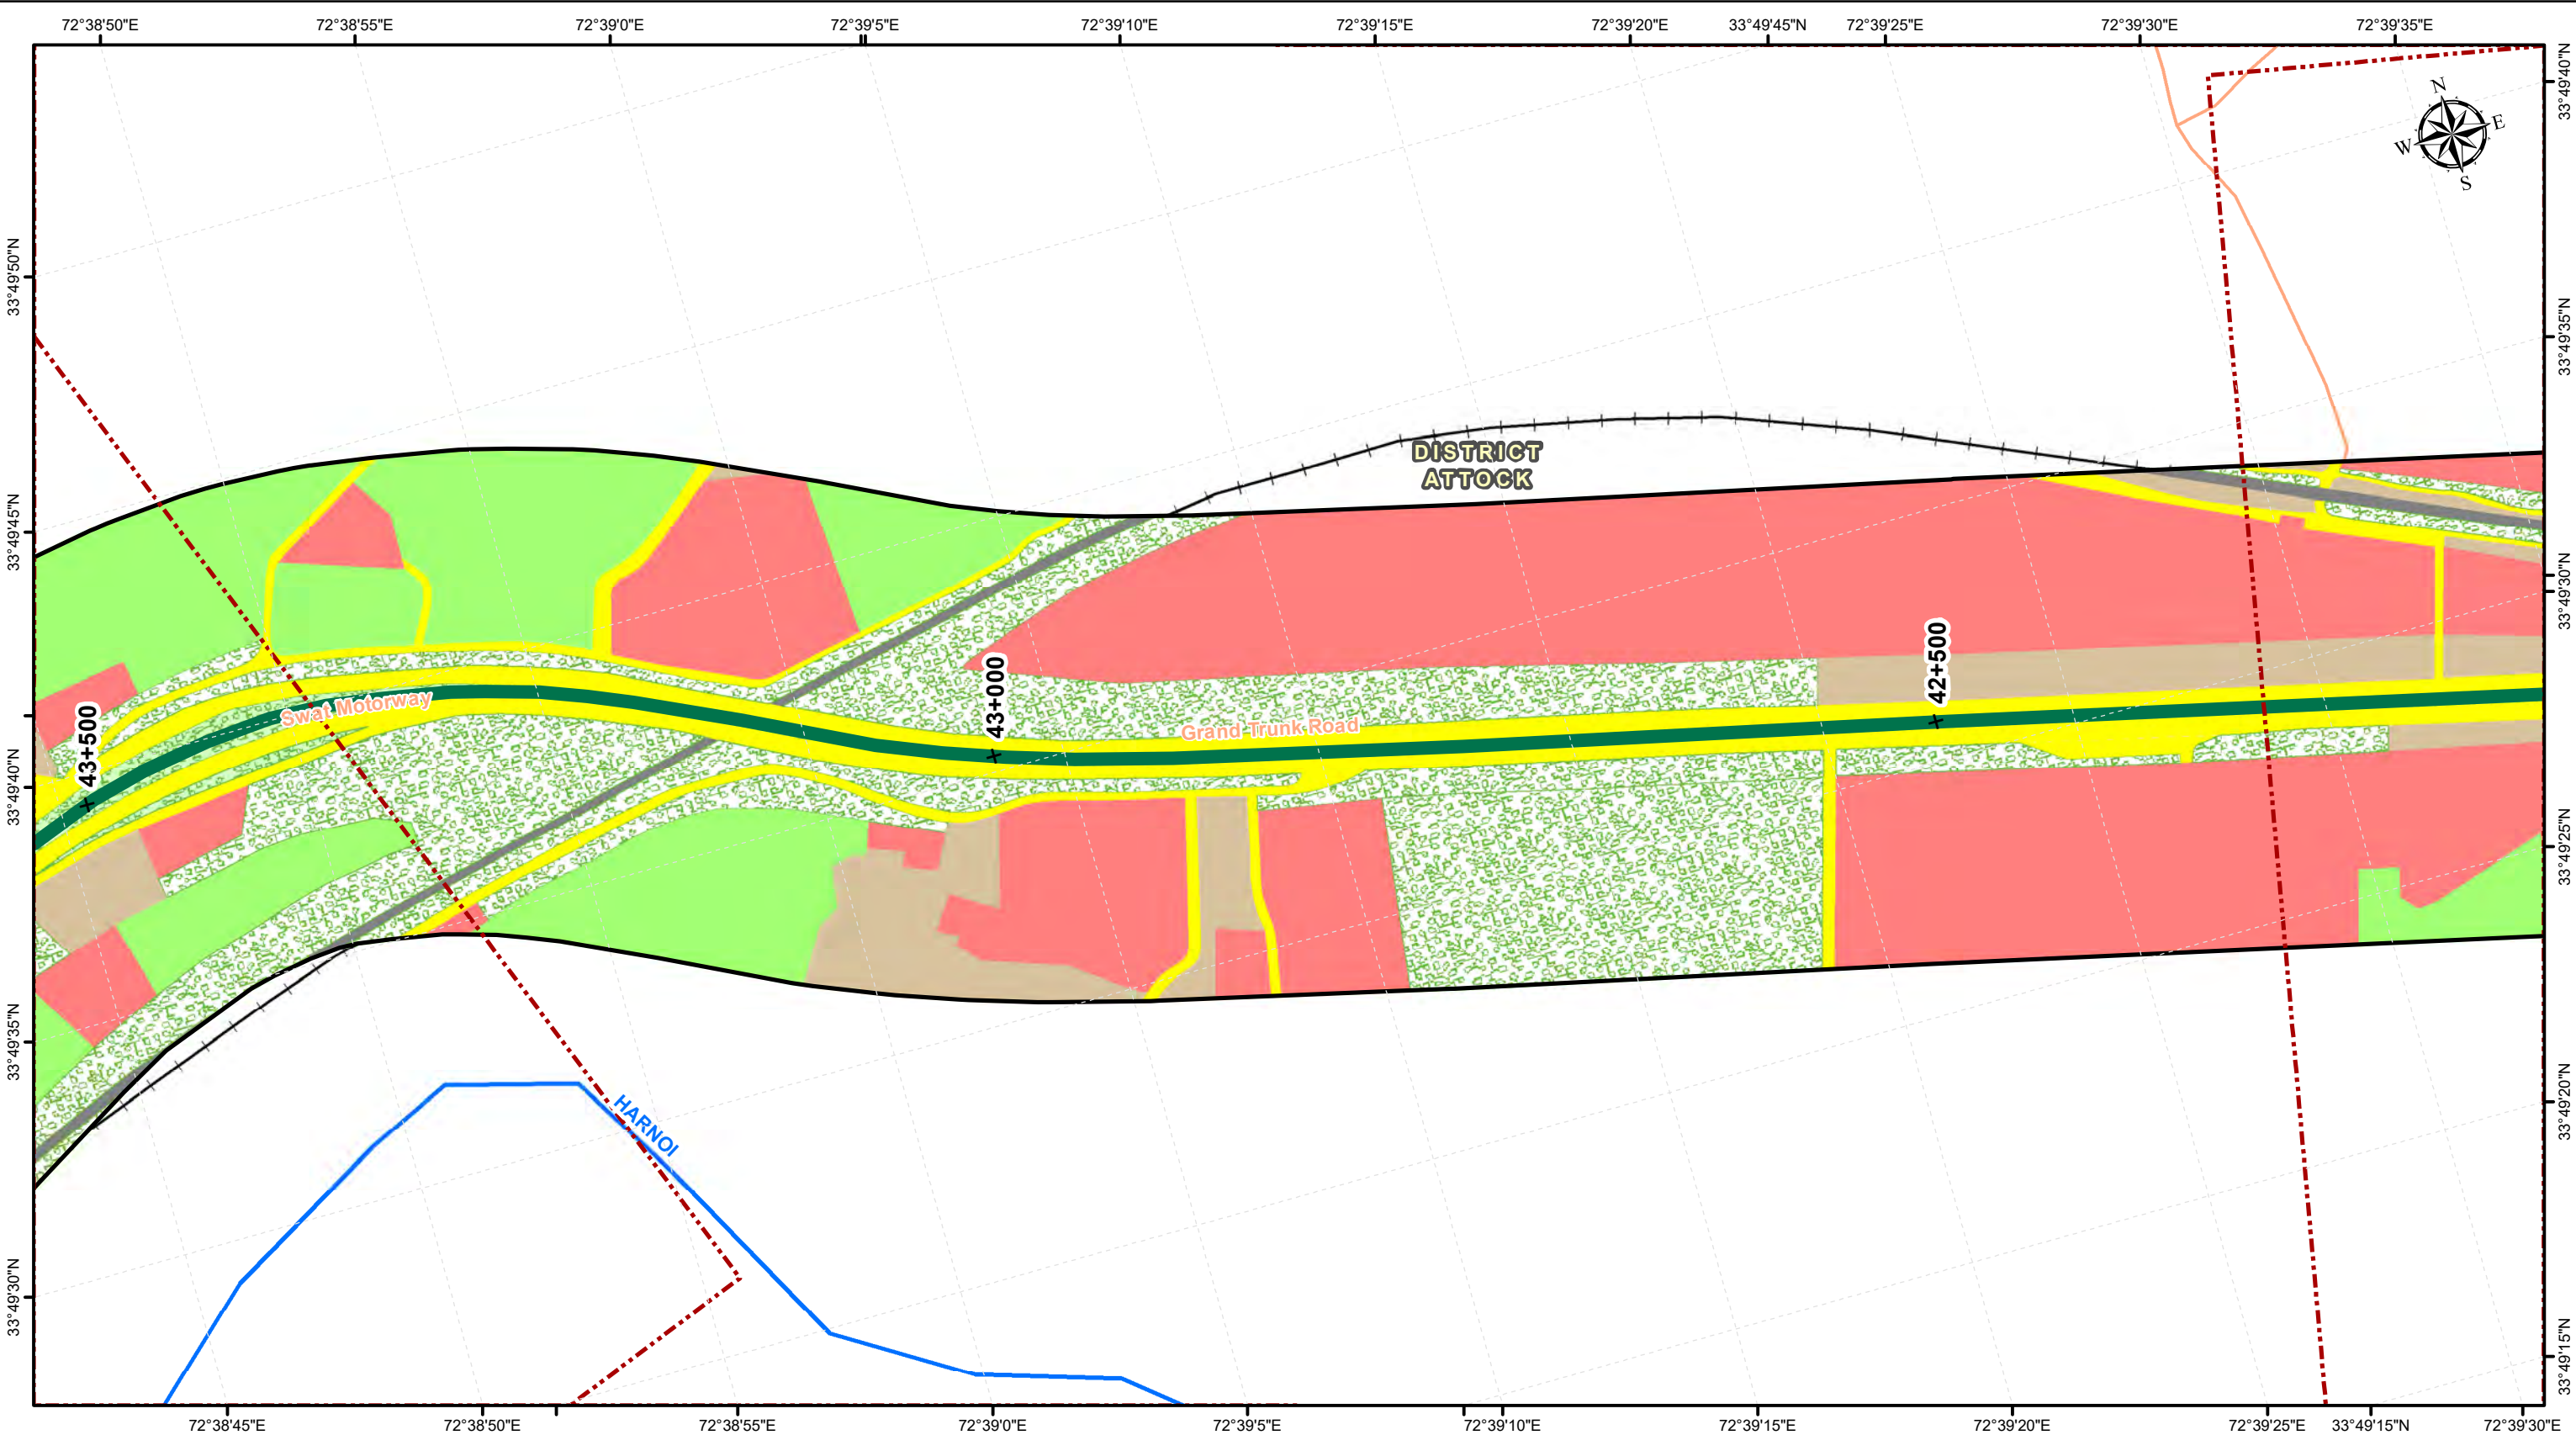 72°38'50"E 72°38'55"E 72°39'0"E 72°39'5"E 72°39'10"E 72°39'15"E 72°39'20"E 33°49'45"N 72°39'25"E 72°39'30"E 72°39'35"E
33°49'50"N
33°49'45"N
33°49'40"N
33°49'35"N
33°49'30"N
N
E
W
S
DISTRICT
ATTOCK
43+500
Swat Motorway
43+000
Grand Trunk Road
42+500
HARNOI
33°49'40"N
33°49'35"N
33°49'30"N
33°49'25"N
33°49'20"N
33°49'15"N
72°38'45"E 72°38'50"E 72°38'55"E 72°39'0"E 72°39'5"E 72°39'10"E 72°39'15"E 72°39'20"E 72°39'25"E 33°49'15"N 72°39'30"E